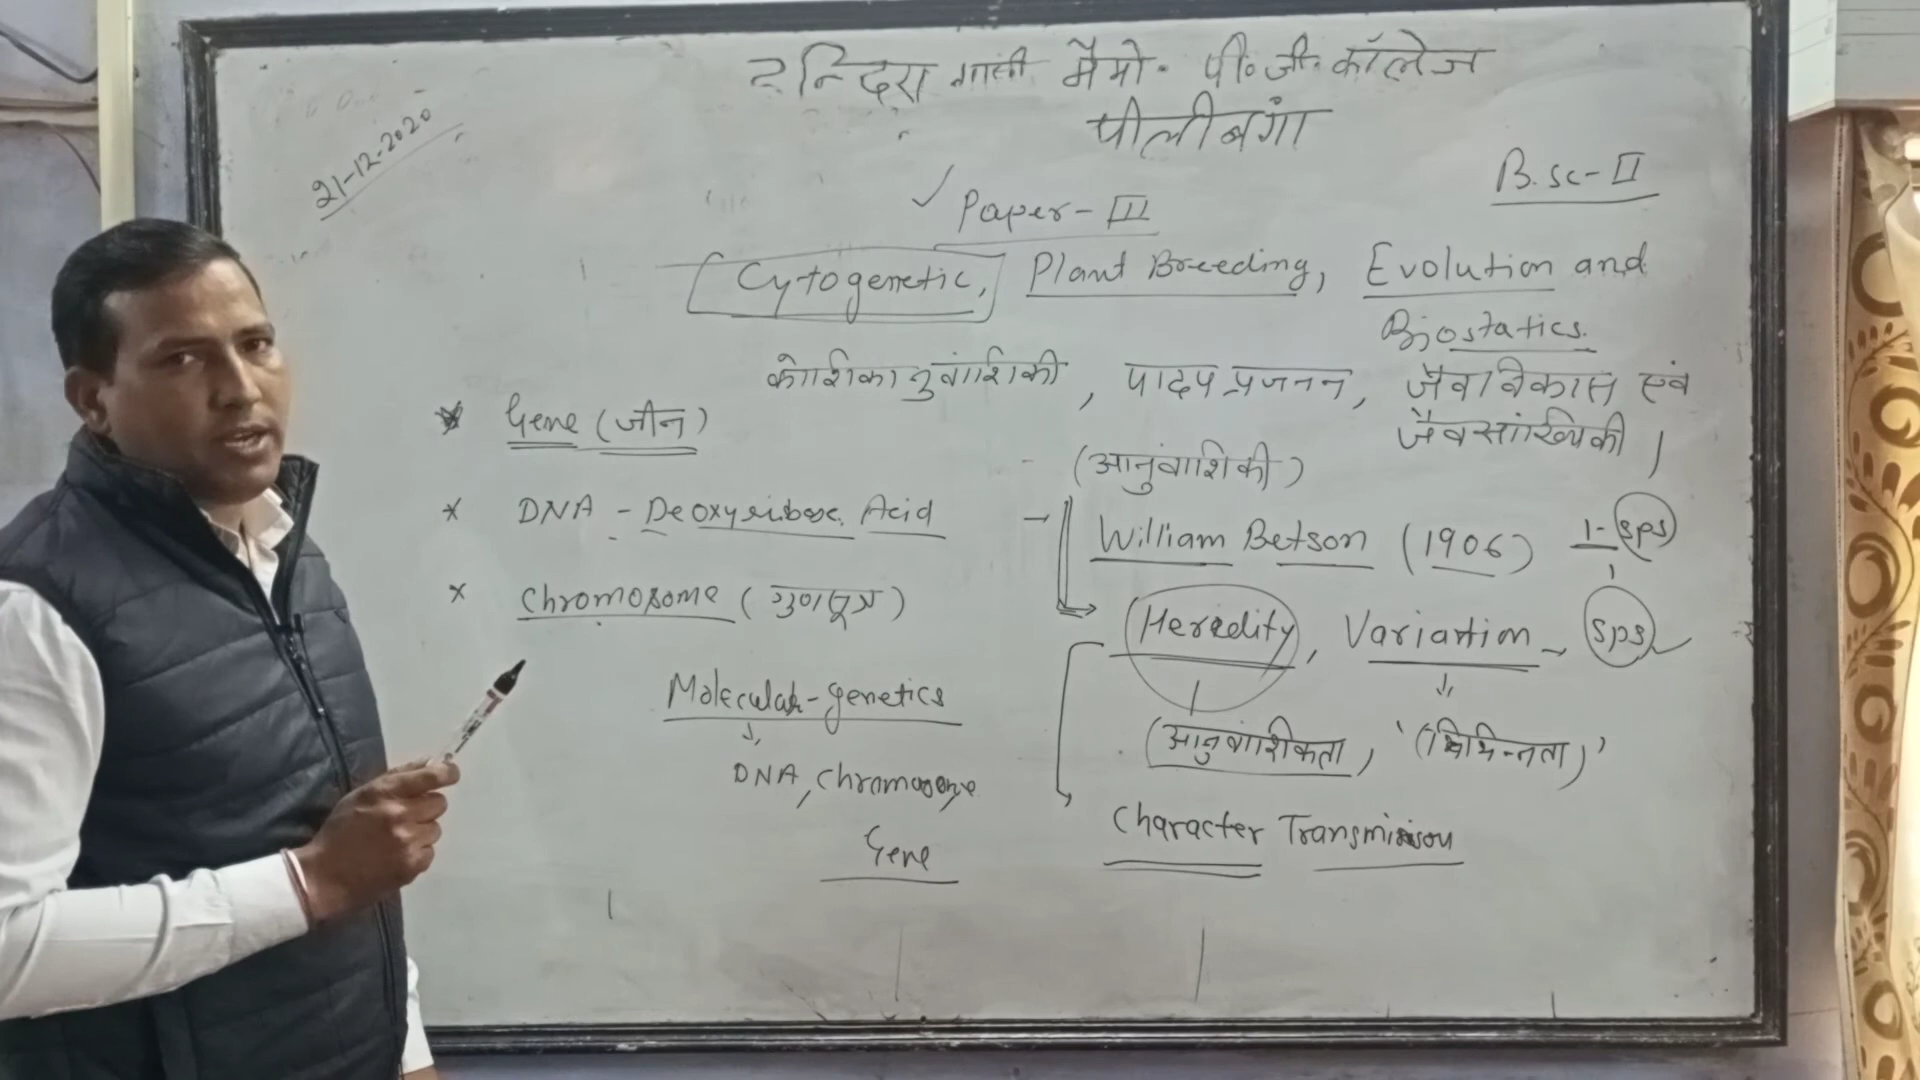 इन्दिरा गांधी मैमो. पी. जी. कॉलेज
पीलीबंगा
21-12-2020
B.sc-II
✓ Paper-III
Cytogenetic, Plant Breeding, Evolution and
Biostatics.
कोशिकानुवांशिकी, पादप प्रजनन, जैव विकास एवं
जैवसांख्यिकी।
* Gene (जीन)
* DNA - Deoxyribose Acid
* Chromosome (गुणसूत्र)
Molecular-genetics
↓
DNA, Chromosome
Gene
(आनुवांशिकी)
- William Betson (1906) 1-sps
(Heredity, Variation - sps
(आनुवांशिकता, (विभिन्नता)
Character Transmission